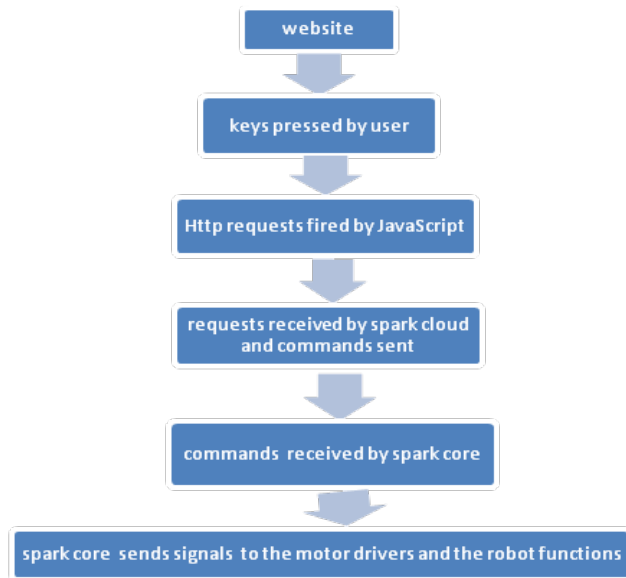 website
keys pressed by user
Http requests fired by JavaScript
requests received by spark cloud
and commands sent
commands received by spark core
spark core sends signals to the motor drivers and the robot functions